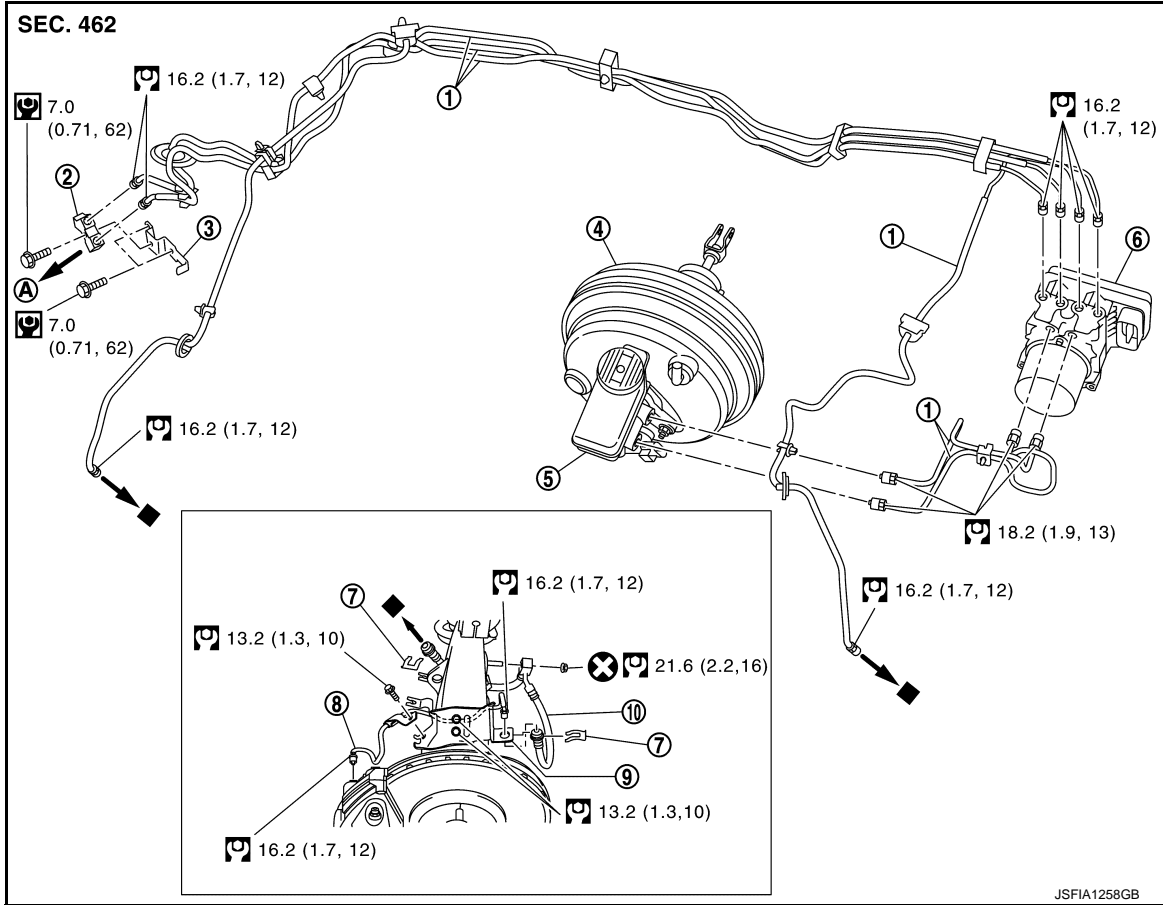 SEC. 462
16.2 (1.7, 12)
7.0
(0.71, 62)
①
16.2
(1.7, 12)
②
③
④
①
⑥
Ⓐ
7.0
(0.71, 62)
16.2 (1.7, 12)
⑤
①
18.2 (1.9, 13)
16.2 (1.7, 12)
⑦
16.2 (1.7, 12)
13.2 (1.3, 10)
21.6 (2.2,16)
⑧
⑩
⑦
⑨
13.2 (1.3,10)
16.2 (1.7, 12)
JSFIA1258GB